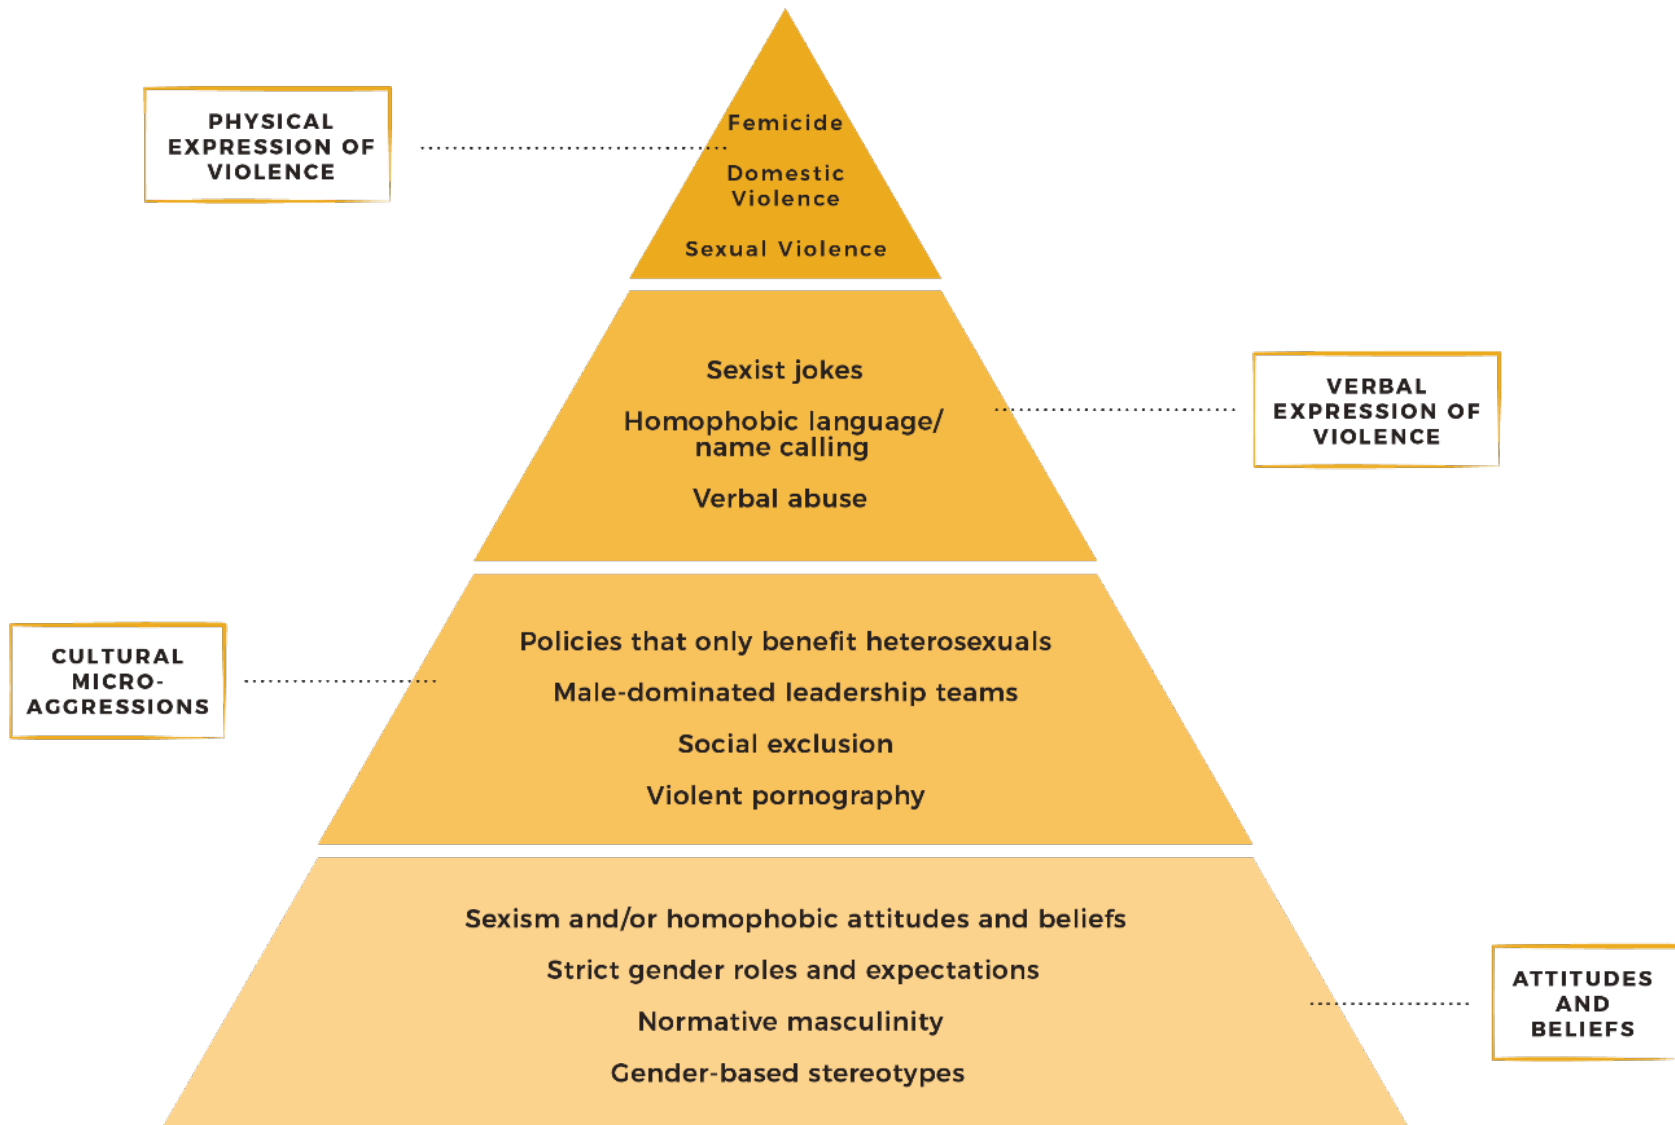 PHYSICAL
EXPRESSION OF
VIOLENCE
Femicide
Domestic
Violence
Sexual Violence
Sexist jokes
Homophobic language/
name calling
Verbal abuse
VERBAL
EXPRESSION OF
VIOLENCE
CULTURAL
MICRO-
AGGRESSIONS
Policies that only benefit heterosexuals
Male-dominated leadership teams
Social exclusion
Violent pornography
Sexism and/or homophobic attitudes and beliefs
Strict gender roles and expectations
Normative masculinity
Gender-based stereotypes
ATTITUDES
AND
BELIEFS